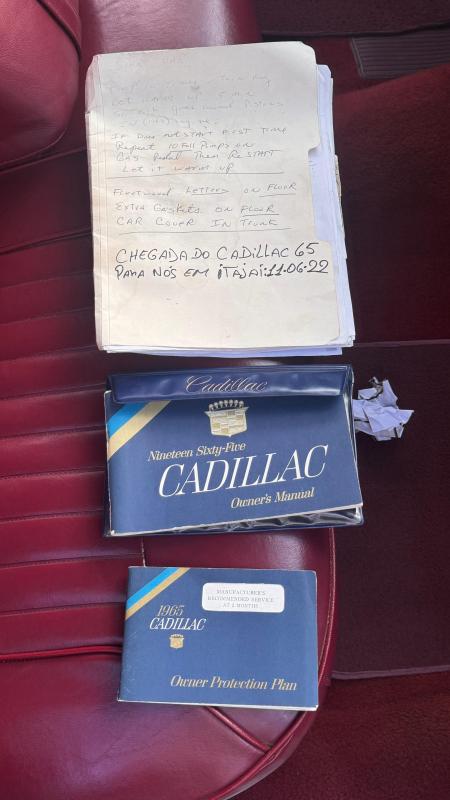 IF Does not START FIRST TIME
Repeat 10 Full Pumps ON
GAS Pedal Then ReSTART
Let it warm up
Fleetwood Letters ON FLOOR
EXTRA GASKets ON FLOOR
CAR COVER IN TRUNK
CHEGADA DO CADiLLAC 65
PARA NÓS EM iTAJAí:11.06.22
Cadillac
Nineteen Sixty-Five
CADILLAC
Owner's Manual
MANUFACTURER'S
RECOMMENDED SERVICE
AT 2 MONTHS
1965
CADILLAC
Owner Protection Plan